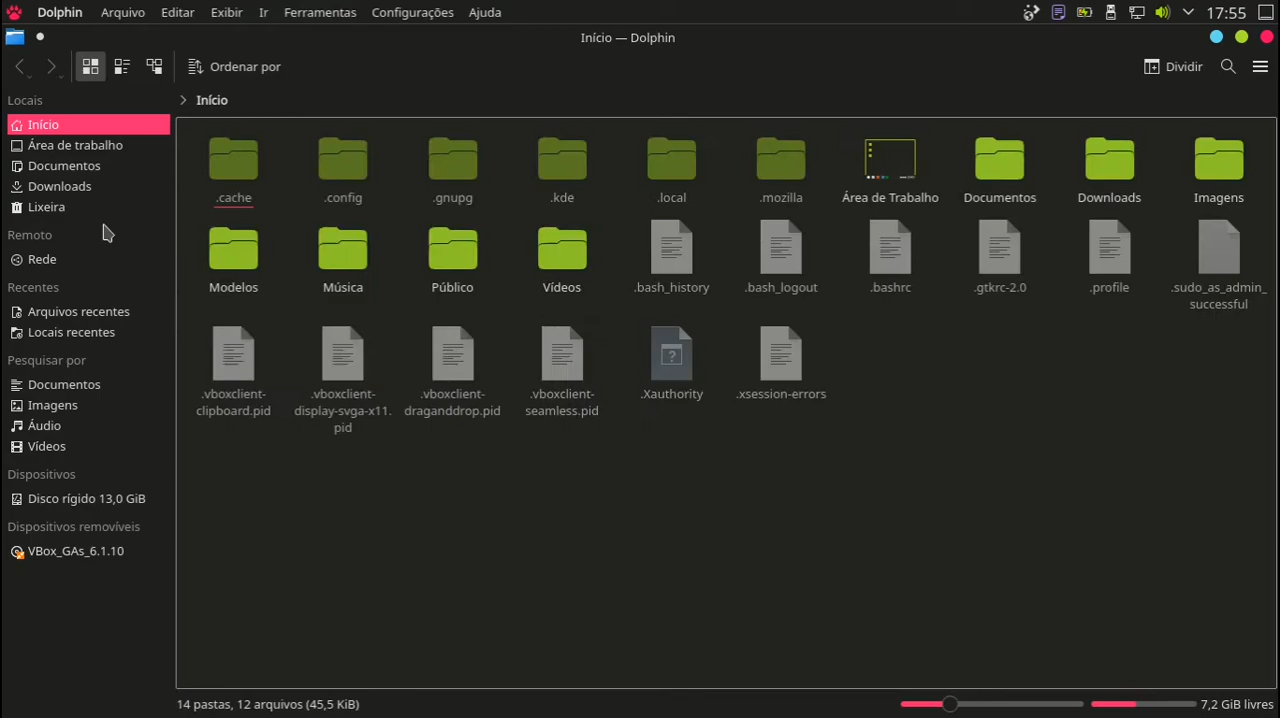 Dolphin Arquivo Editar Exibir Ir Ferramentas Configurações Ajuda 17:55
Início — Dolphin
Ordenar por Dividir
Locais
Início
Área de trabalho
Documentos
Downloads
Lixeira
Remoto
Rede
Recentes
Arquivos recentes
Locais recentes
Pesquisar por
Documentos
Imagens
Áudio
Vídeos
Dispositivos
Disco rígido 13,0 GiB
Dispositivos removíveis
VBox_GAs_6.1.10
Início
.cache .config .gnupg .kde .local .mozilla Área de Trabalho Documentos Downloads Imagens
Modelos Música Público Vídeos .bash_history .bash_logout .bashrc .gtkrc-2.0 .profile .sudo_as_admin_
successful
.vboxclient- .vboxclient- .vboxclient- .vboxclient- .Xauthority .xsession-errors
clipboard.pid display-svga-x11. draganddrop.pid seamless.pid
pid
14 pastas, 12 arquivos (45,5 KiB) 7,2 GiB livres